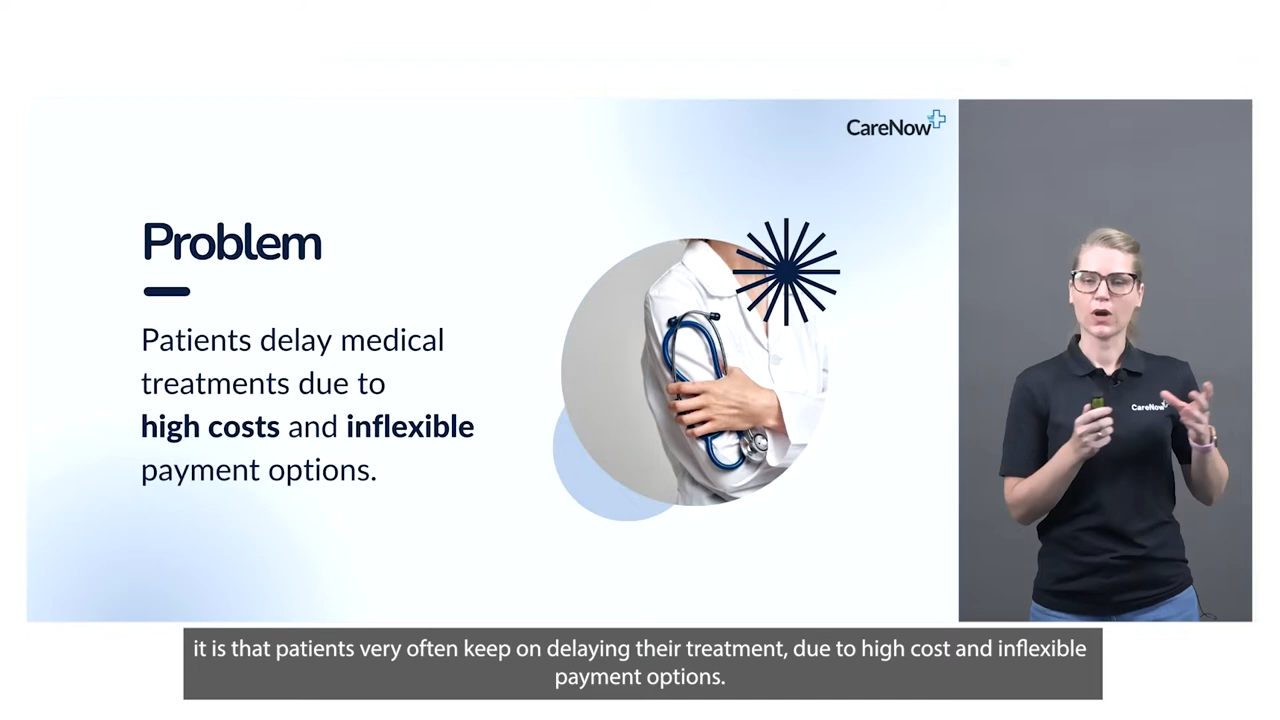 CareNow
Problem
Patients delay medical
treatments due to
high costs and inflexible
payment options.
CareNow
it is that patients very often keep on delaying their treatment, due to high cost and inflexible
payment options.